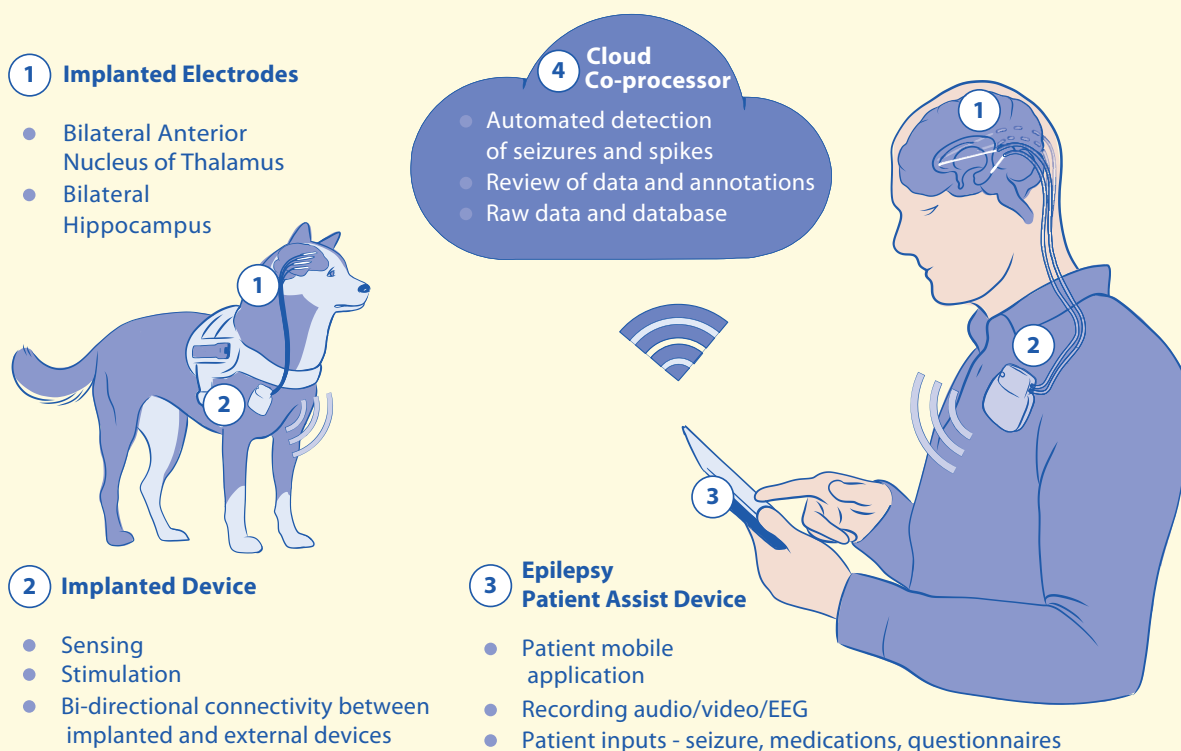 1 Implanted Electrodes
Bilateral Anterior
Nucleus of Thalamus
Bilateral
Hippocampus
4 Cloud
Co-processor
Automated detection
of seizures and spikes
Review of data and annotations
Raw data and database
1
1
2
2
3
2 Implanted Device
Sensing
Stimulation
Bi-directional connectivity between
implanted and external devices
3 Epilepsy
Patient Assist Device
Patient mobile
application
Recording audio/video/EEG
Patient inputs - seizure, medications, questionnaires